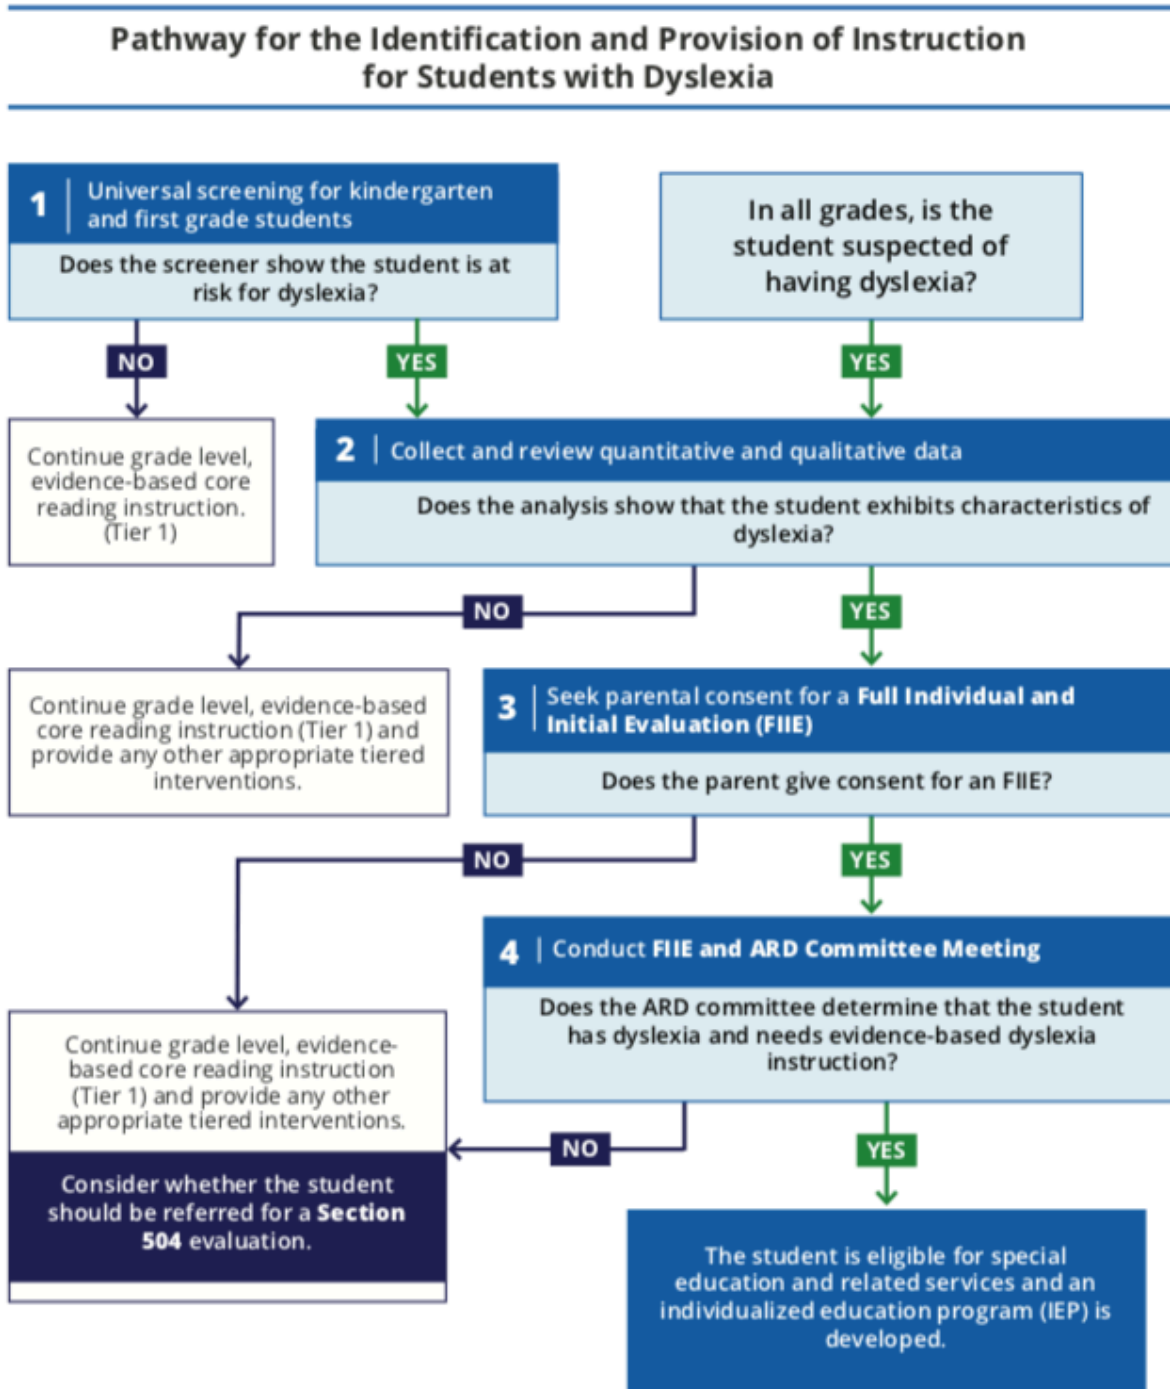 Pathway for the Identification and Provision of Instruction
for Students with Dyslexia
1
Universal screening for kindergarten
and first grade students
Does the screener show the student is at
risk for dyslexia?
In all grades, is the
student suspected of
having dyslexia?
NO
YES
YES
Continue grade level,
evidence-based core
reading instruction.
(Tier 1)
2
Collect and review quantitative and qualitative data
Does the analysis show that the student exhibits characteristics of
dyslexia?
NO
YES
Continue grade level, evidence-based
core reading instruction (Tier 1) and
provide any other appropriate tiered
interventions.
3
Seek parental consent for a Full Individual and
Initial Evaluation (FIIE)
Does the parent give consent for an FIIE?
NO
YES
4
Conduct FIIE and ARD Committee Meeting
Does the ARD committee determine that the student
has dyslexia and needs evidence-based dyslexia
instruction?
Continue grade level, evidence-
based core reading instruction
(Tier 1) and provide any other
appropriate tiered interventions.
NO
YES
Consider whether the student
should be referred for a Section
504 evaluation.
The student is eligible for special
education and related services and an
individualized education program (IEP) is
developed.